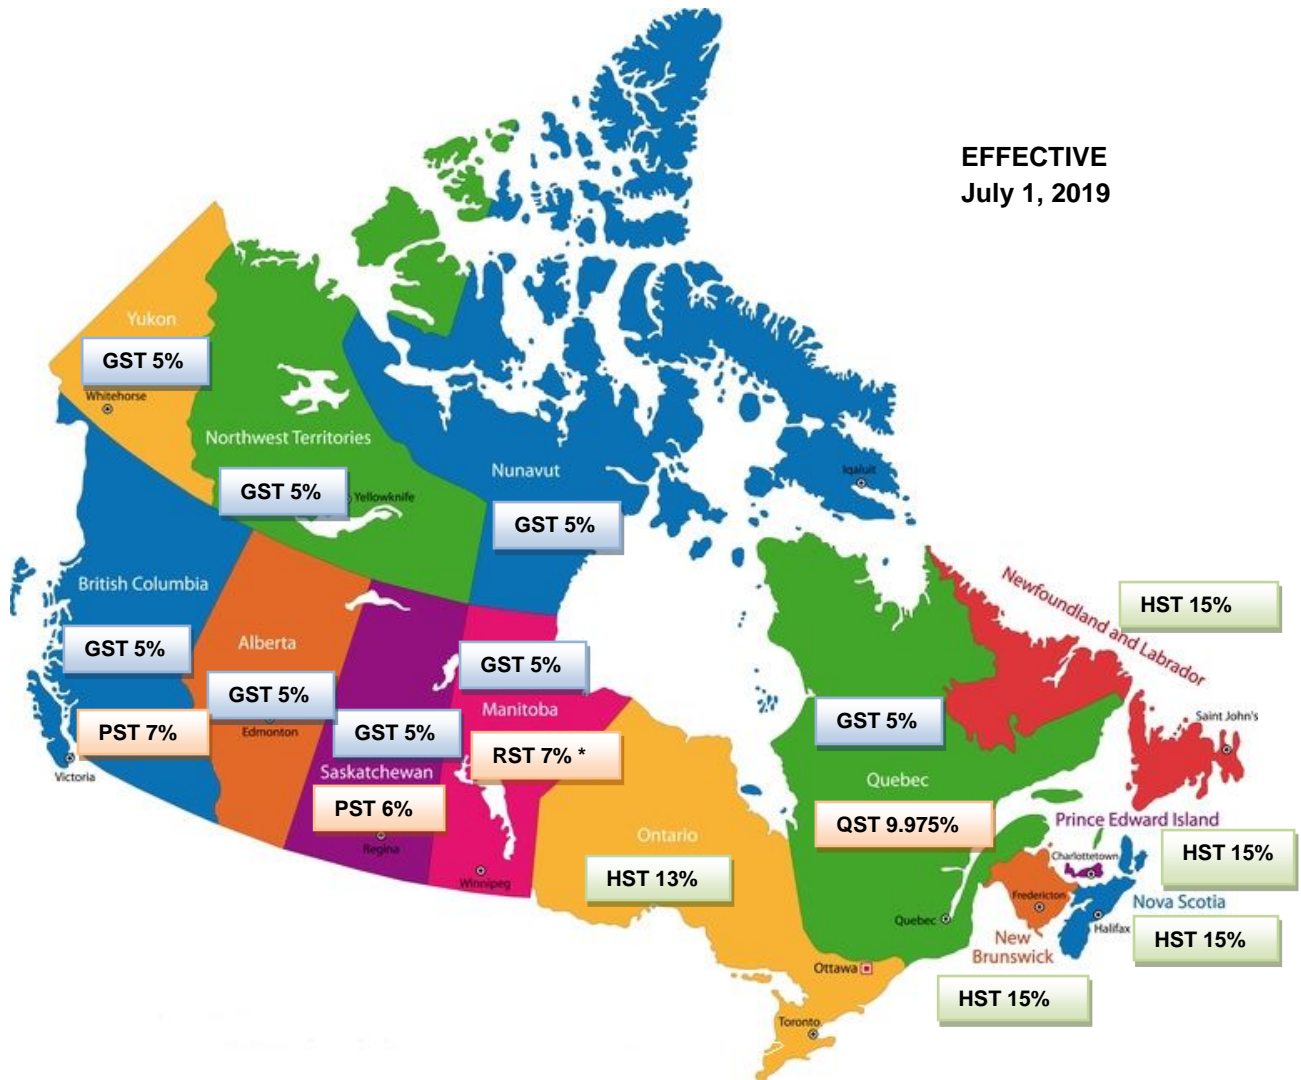 EFFECTIVE
July 1, 2019
Yukon
GST 5%
Whitehorse
Northwest Territories
GST 5%
Yellowknife
Nunavut
GST 5%
Iqaluit
British Columbia
GST 5%
PST 7%
Victoria
Alberta
GST 5%
Edmonton
GST 5%
Saskatchewan
PST 6%
Regina
GST 5%
Manitoba
RST 7% *
Winnipeg
Ontario
HST 13%
Ottawa
Toronto
GST 5%
Quebec
QST 9.975%
Quebec
Newfoundland and Labrador
HST 15%
Saint John's
Prince Edward Island
Charlottetown
HST 15%
Fredericton
Nova Scotia
Halifax
HST 15%
New
Brunswick
HST 15%